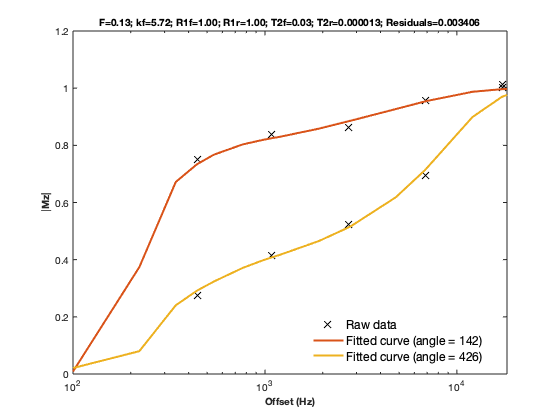 F=0.13; kf=5.72; R1f=1.00; R1r=1.00; T2f=0.03; T2r=0.000013; Residuals=0.003406
1.2
1
0.8
0.6
0.4
0.2
0
|Mz|
10^2
10^3
10^4
Offset (Hz)
Raw data
Fitted curve (angle = 142)
Fitted curve (angle = 426)